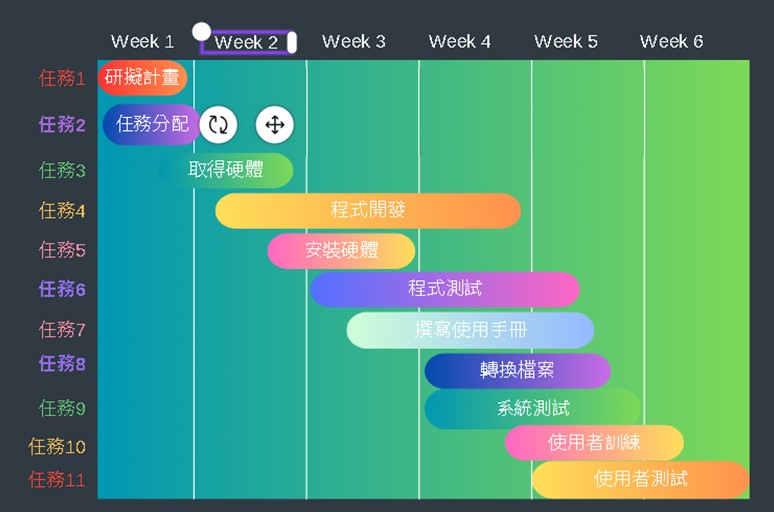 Week 1 Week 2 Week 3 Week 4 Week 5 Week 6
任務1 研擬計畫
任務2 任務分配
任務3 取得硬體
任務4 程式開發
任務5 安裝硬體
任務6 程式測試
任務7 撰寫使用手冊
任務8 轉換檔案
任務9 系統測試
任務10 使用者訓練
任務11 使用者測試